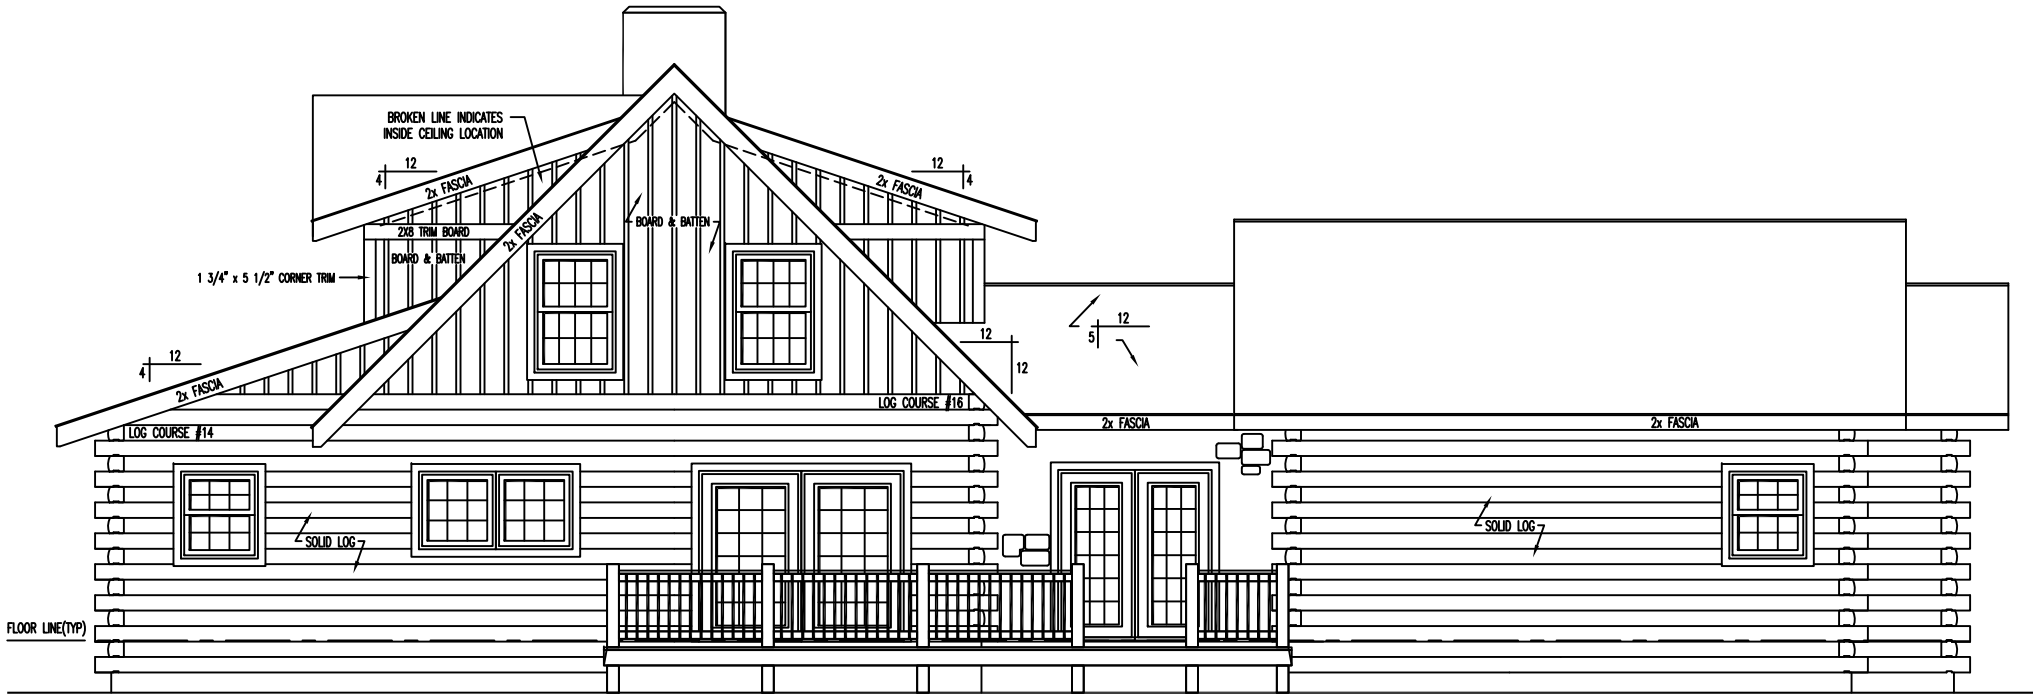 BROKEN LINE INDICATES
INSIDE CEILING LOCATION
12
4
12
4
2x FASCIA
2x FASCIA
2x FASCIA
BOARD & BATTEN
2X8 TRIM BOARD
BOARD & BATTEN
1 3/4" x 5 1/2" CORNER TRIM
12
5
12
12
12
4
2x FASCIA
LOG COURSE #16
2x FASCIA
2x FASCIA
LOG COURSE #14
SOLID LOG
SOLID LOG
FLOOR LINE(TYP)